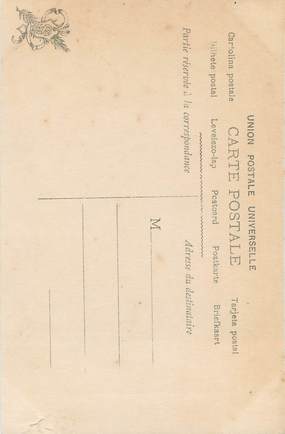 UNION POSTALE UNIVERSELLE
CARTE POSTALE
Cartolina postale
Tarjeta postal
Bilhete postal Levelezo-lap Postcard Postkarte Briefkaart
Partie réservée à la correspondance
Adresse du destinataire
M